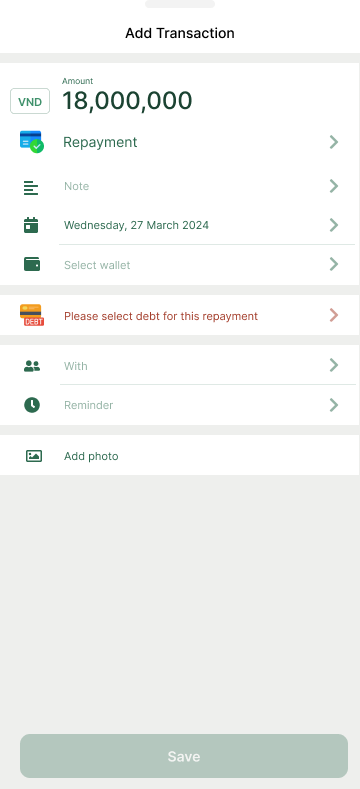 Add Transaction
Amount
VND
18,000,000
Repayment
Note
Wednesday, 27 March 2024
Select wallet
DEBT
Please select debt for this repayment
With
Reminder
Add photo
Save